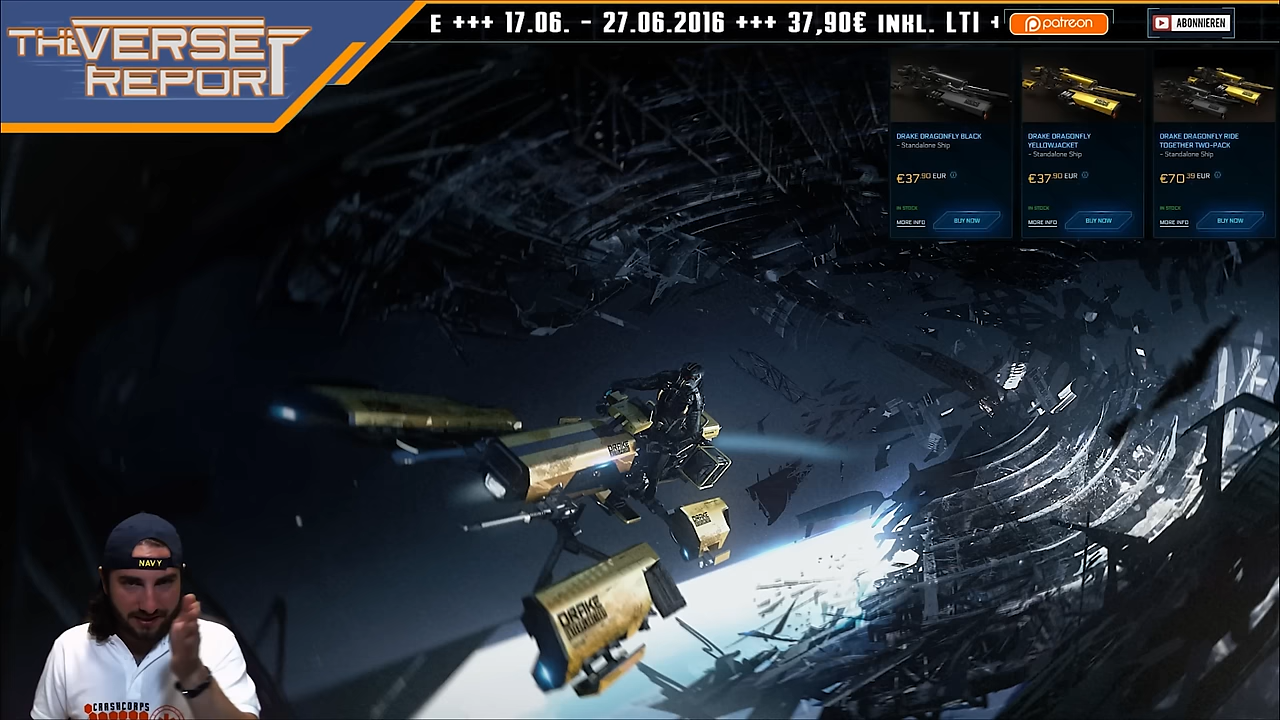 THE VERSE
REPORT
E +++ 17.06. - 27.06.2016 +++ 37,90€ INKL. LTI +
patreon
ABONNIEREN
DRAKE DRAGONFLY BLACK
- Standalone Ship
€37.90 EUR
IN STOCK
MORE INFO
BUY NOW
DRAKE DRAGONFLY
YELLOWJACKET
- Standalone Ship
€37.90 EUR
IN STOCK
MORE INFO
BUY NOW
DRAKE DRAGONFLY RIDE
TOGETHER TWO-PACK
- Standalone Ship
€70.39 EUR
IN STOCK
MORE INFO
BUY NOW
DRAKE
DRAKE
DRAKE
NAVY
CRASHCORPS